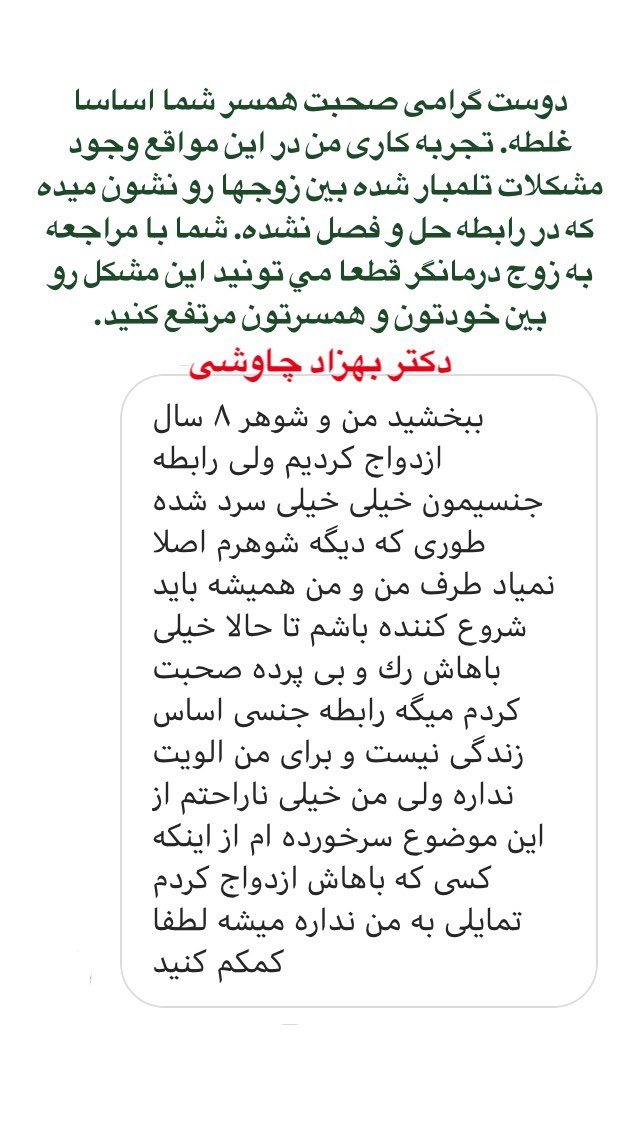 دوست گرامی صحبت همسر شما اساسا
غلطه. تجربه کاری من در این مواقع وجود
مشکلات تلمبار شده بین زوجها رو نشون میده
که در رابطه حل و فصل نشده. شما با مراجعه
به زوج درمانگر قطعا مي تونید این مشکل رو
بین خودتون و همسرتون مرتفع کنید.
دکتر بهزاد چاوشی
ببخشید من و شوهر ۸ سال
ازدواج کردیم ولی رابطه
جنسیمون خیلی خیلی سرد شده
طوری که دیگه شوهرم اصلا
نمیاد طرف من و من همیشه باید
شروع کننده باشم تا حالا خیلی
باهاش رك و بی پرده صحبت
کردم میگه رابطه جنسی اساس
زندگی نیست و برای من الویت
نداره ولی من خیلی ناراحتم از
این موضوع سرخورده ام از اینکه
کسی که باهاش ازدواج کردم
تمایلی به من نداره میشه لطفا
کمکم کنید